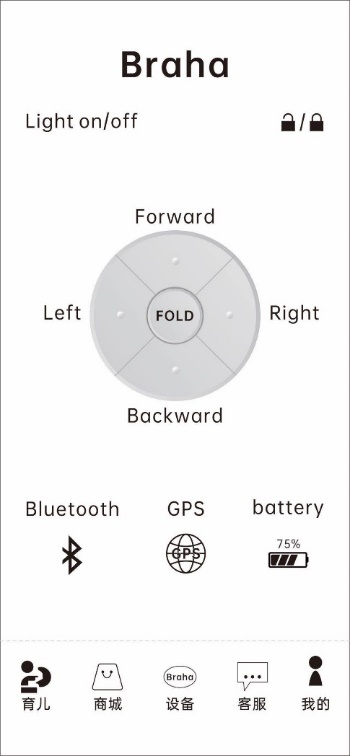 Braha
Light on/off
/
Forward
Left
FOLD
Right
Backward
Bluetooth GPS battery
GPS
75%
Braha
育儿 商城 设备 客服 我的